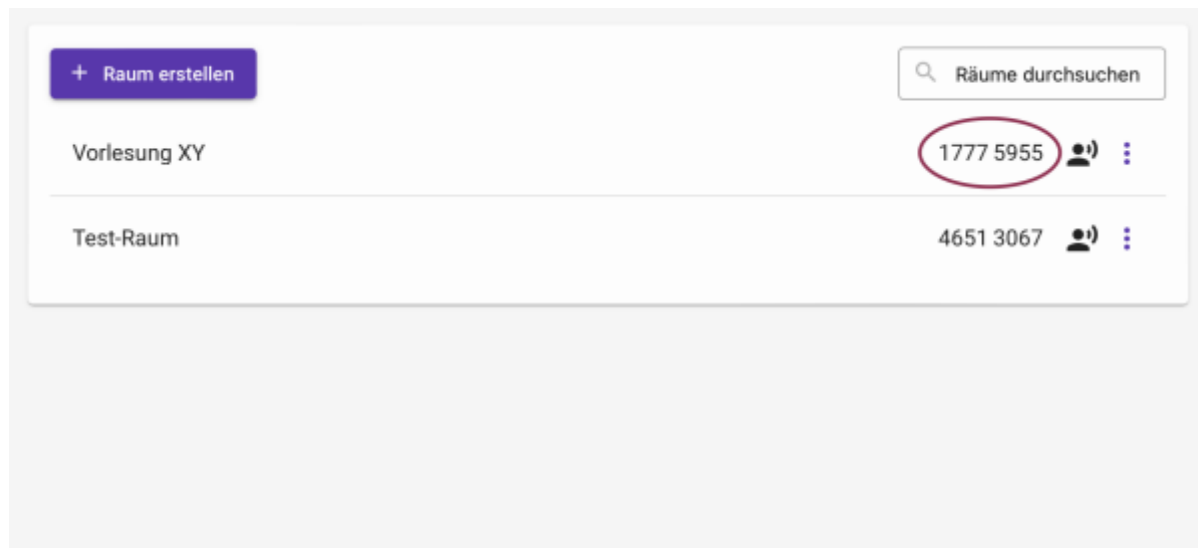 + Raum erstellen
Räume durchsuchen
Vorlesung XY
1777 5955
Test-Raum
4651 3067